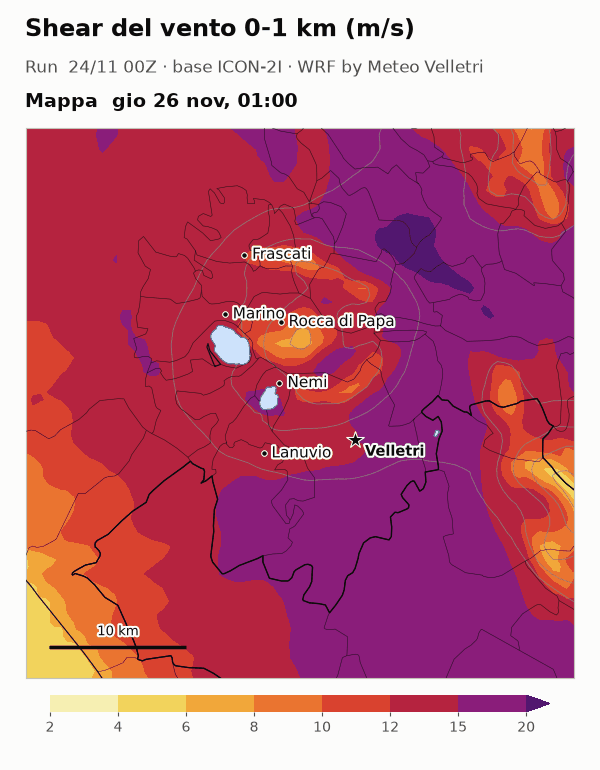 Shear del vento 0-1 km (m/s)
Run  24/11 00Z · base ICON-2I · WRF by Meteo Velletri
Mappa  gio 26 nov, 01:00
Frascati
Marino
Rocca di Papa
Nemi
Velletri
Lanuvio
10 km
2 4 6 8 10 12 15 20